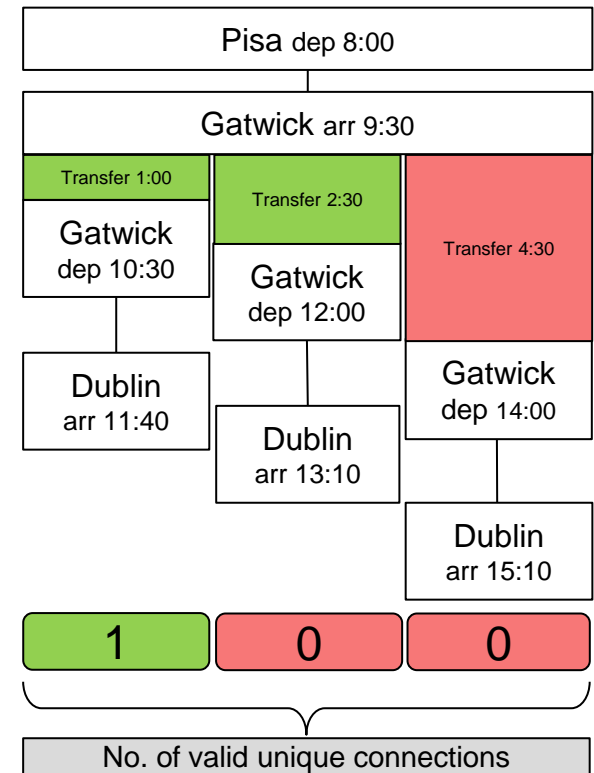 Pisa dep 8:00
Gatwick arr 9:30
Transfer 1:00
Gatwick
dep 10:30
Dublin
arr 11:40
Transfer 2:30
Gatwick
dep 12:00
Dublin
arr 13:10
Transfer 4:30
Gatwick
dep 14:00
Dublin
arr 15:10
1
0
0
No. of valid unique connections